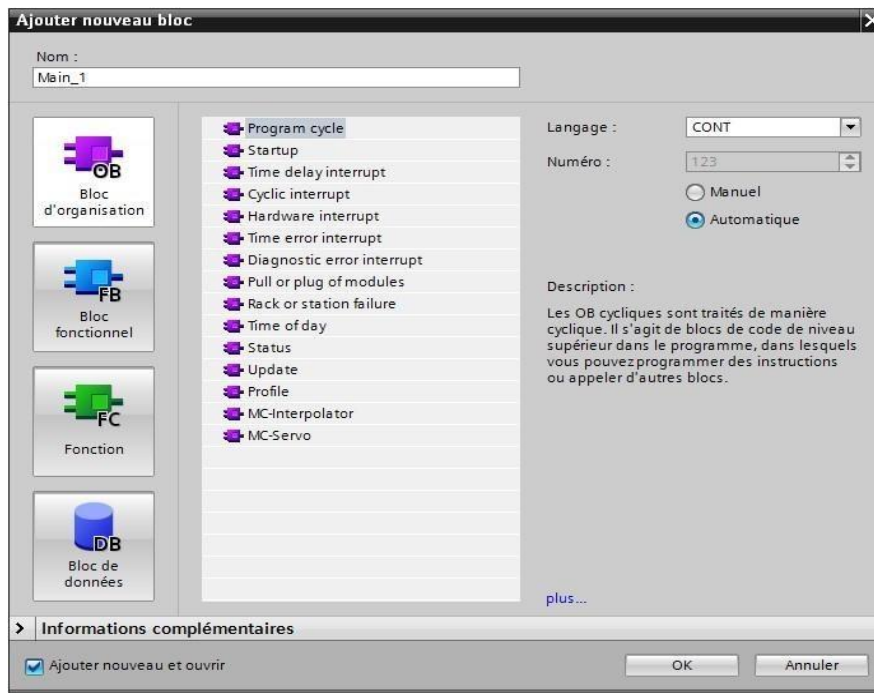 Ajouter nouveau bloc
Nom :
Main_1
OB
Bloc
d'organisation
FB
Bloc
fonctionnel
FC
Fonction
DB
Bloc de
données
Program cycle
Startup
Time delay interrupt
Cyclic interrupt
Hardware interrupt
Time error interrupt
Diagnostic error interrupt
Pull or plug of modules
Rack or station failure
Time of day
Status
Update
Profile
MC-Interpolator
MC-Servo
Langage :
CONT
Numéro :
123
Manuel
Automatique
Description :
Les OB cycliques sont traités de manière
cyclique. Il s'agit de blocs de code de niveau
supérieur dans le programme, dans lesquels
vous pouvez programmer des instructions
ou appeler d'autres blocs.
plus...
Informations complémentaires
Ajouter nouveau et ouvrir
OK
Annuler